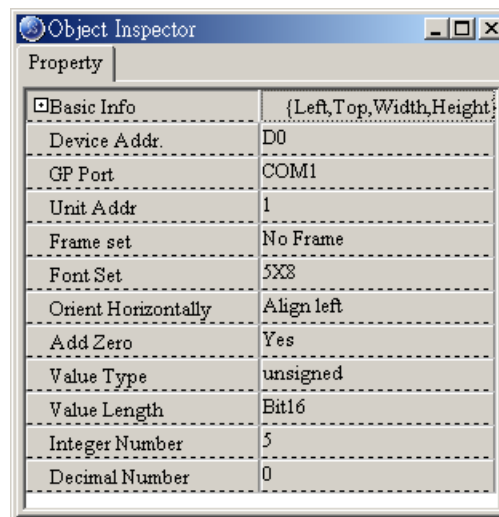 Object Inspector
Property
Basic Info {Left,Top,Width,Height}
Device Addr. D0
GP Port COM1
Unit Addr 1
Frame set No Frame
Font Set 5X8
Orient Horizontally Align left
Add Zero Yes
Value Type unsigned
Value Length Bit16
Integer Number 5
Decimal Number 0